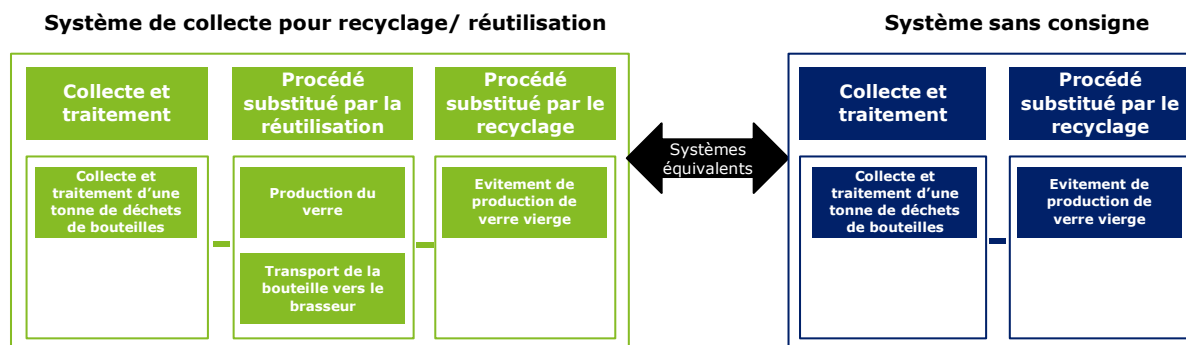 Système de collecte pour recyclage/ réutilisation
Système sans consigne
Collecte et
traitement
Procédé
substitué par la
réutilisation
Procédé
substitué par le
recyclage
Collecte et
traitement d'une
tonne de déchets
de bouteilles
Production du
verre
Transport de la
bouteille vers le
brasseur
Evitement de
production de
verre vierge
Systèmes
équivalents
Collecte et
traitement
Procédé
substitué par le
recyclage
Collecte et
traitement d'une
tonne de déchets
de bouteilles
Evitement de
production de
verre vierge